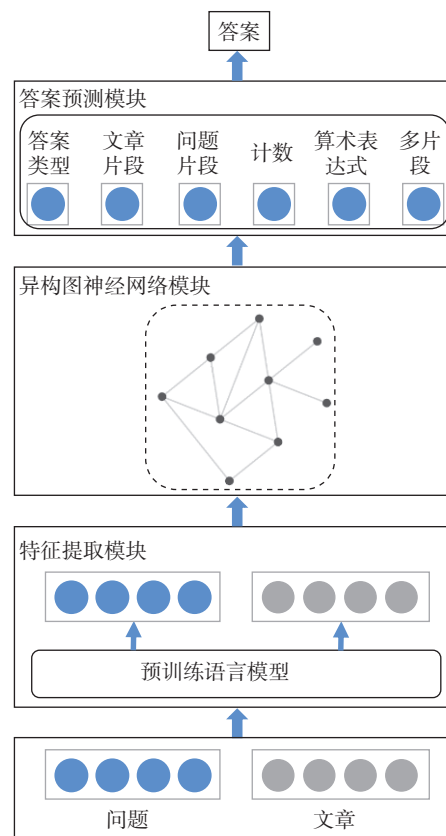 答案
答案预测模块
答案 文章 问题 计数 算术表 多片
类型 片段 片段 达式 段
异构图神经网络模块
特征提取模块
预训练语言模型
问题 文章